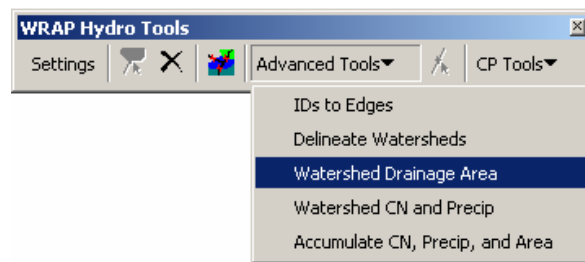 WRAP Hydro Tools
Settings Advanced Tools CP Tools
IDs to Edges
Delineate Watersheds
Watershed Drainage Area
Watershed CN and Precip
Accumulate CN, Precip, and Area